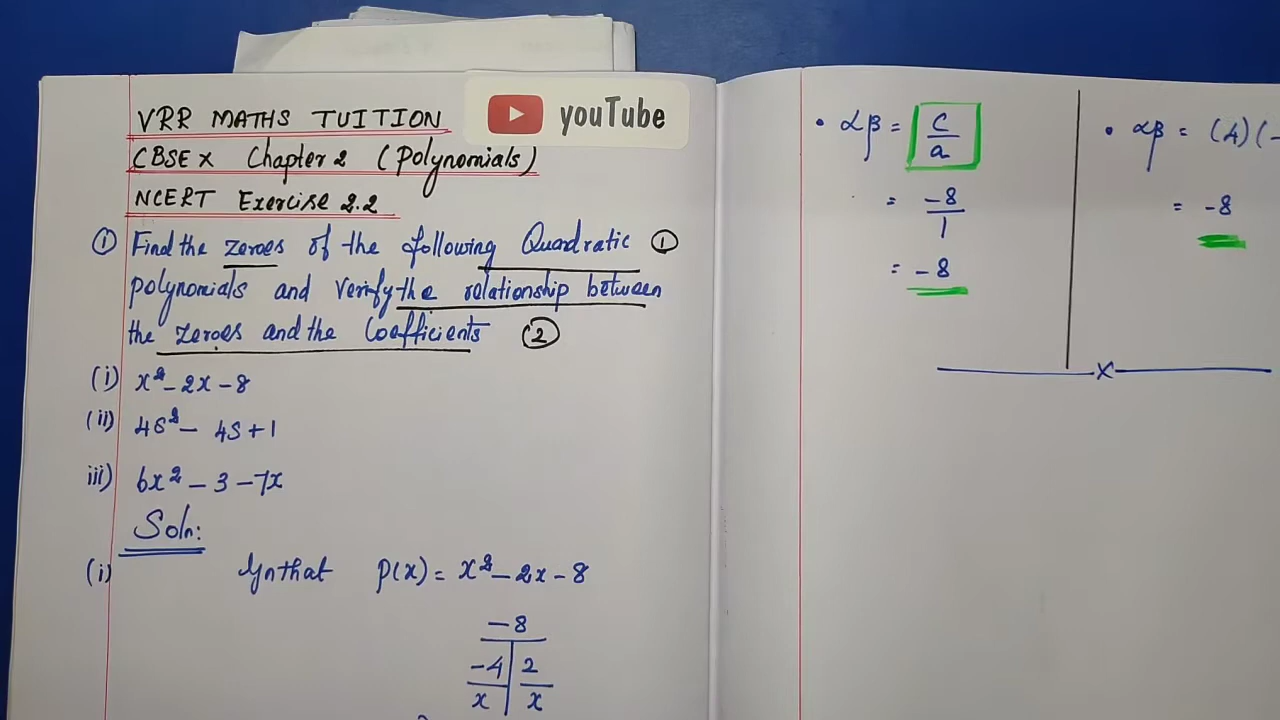 VRR MATHS TUITION
YouTube
CBSE X Chapter 2 (Polynomials)
NCERT Exercise 2.2
① Find the zeroes of the following Quadratic ①
polynomials and verify the relationship between
the zeroes and the Coefficients ②
(i) x² - 2x - 8
(ii) 4s² - 4s + 1
iii) 6x² - 3 - 7x
Soln:
(i) Gn that p(x) = x² - 2x - 8
-8
-4 | 2
x | x
• αβ = c/a
= -8/1
= -8
• αβ = (4)(-
= -8
x